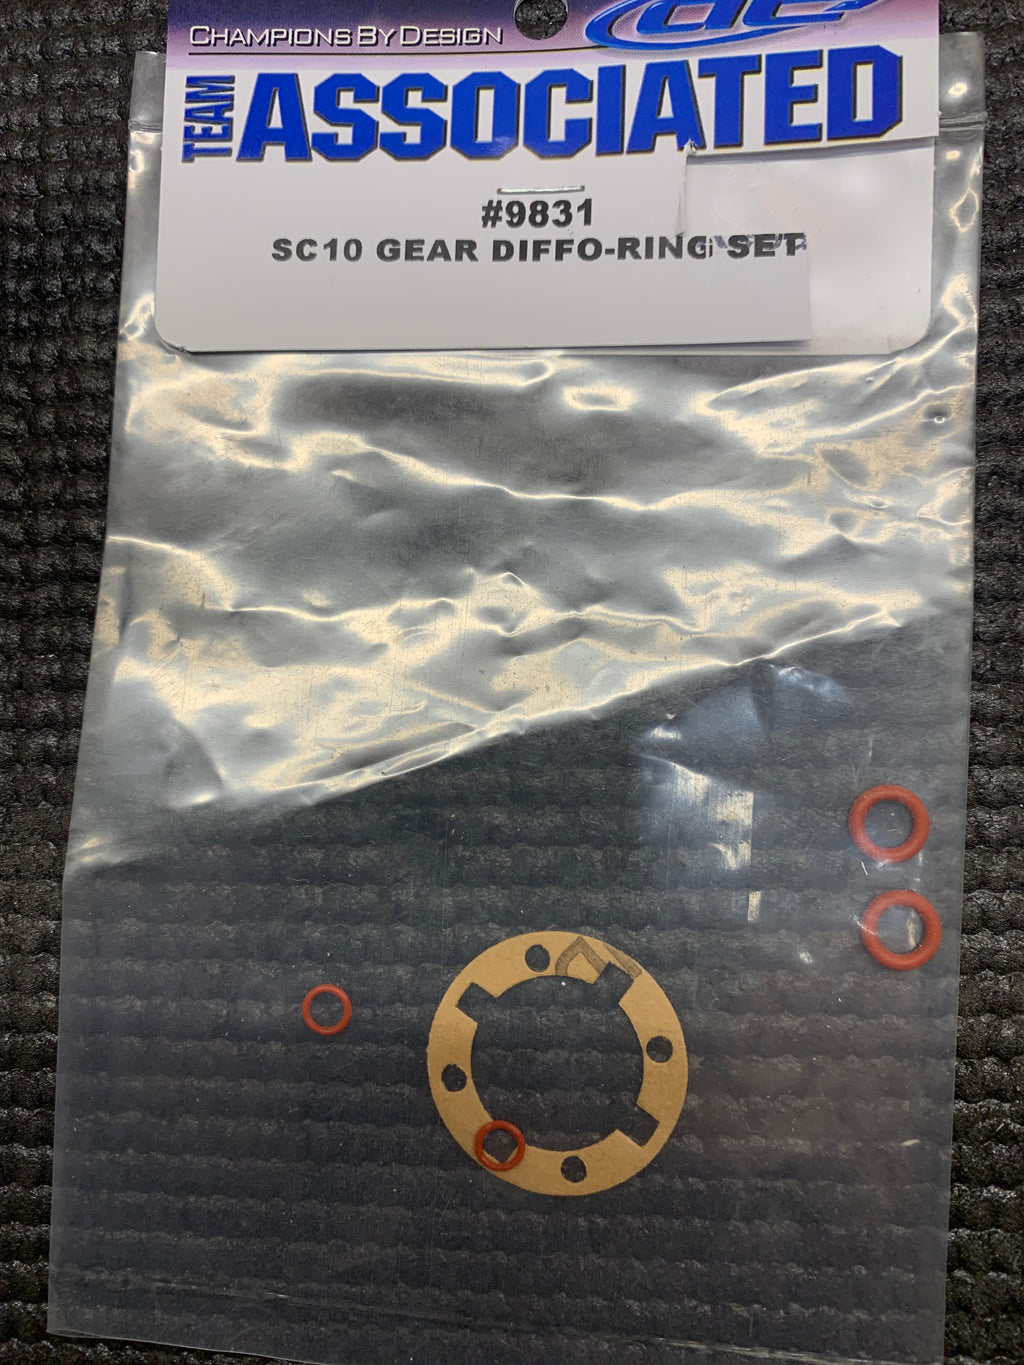 CHAMPIONS BY DESIGN
TEAM ASSOCIATED
#9831
SC10 GEAR DIFFO-RING SET